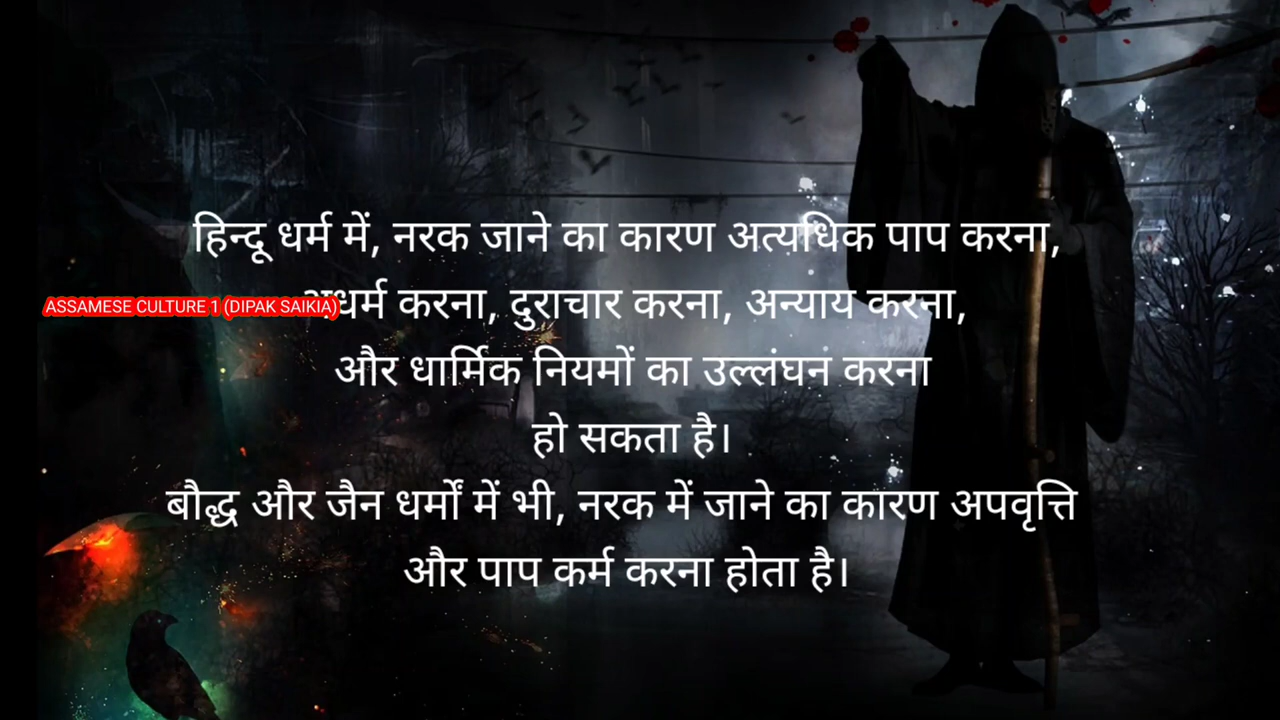 हिन्दू धर्म में, नरक जाने का कारण अत्यधिक पाप करना,
ASSAMESE CULTURE 1 (DIPAK SAIKIA)
अधर्म करना, दुराचार करना, अन्याय करना,
और धार्मिक नियमों का उल्लंघन करना
हो सकता है।
बौद्ध और जैन धर्मों में भी, नरक में जाने का कारण अपवृत्ति
और पाप कर्म करना होता है।